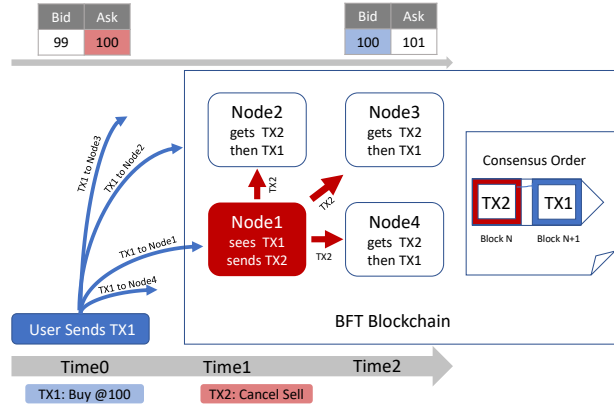 Bid Ask
99 100
Bid Ask
100 101
TX1 to Node3
TX1 to Node2
TX1 to Node1
TX1 to Node4
User Sends TX1
Node2
gets TX2
then TX1
Node3
gets TX2
then TX1
TX2
TX2
Node1
sees TX1
sends TX2
TX2
Node4
gets TX2
then TX1
BFT Blockchain
Consensus Order
TX2 TX1
Block N Block N+1
Time0 Time1 Time2
TX1: Buy @100 TX2: Cancel Sell